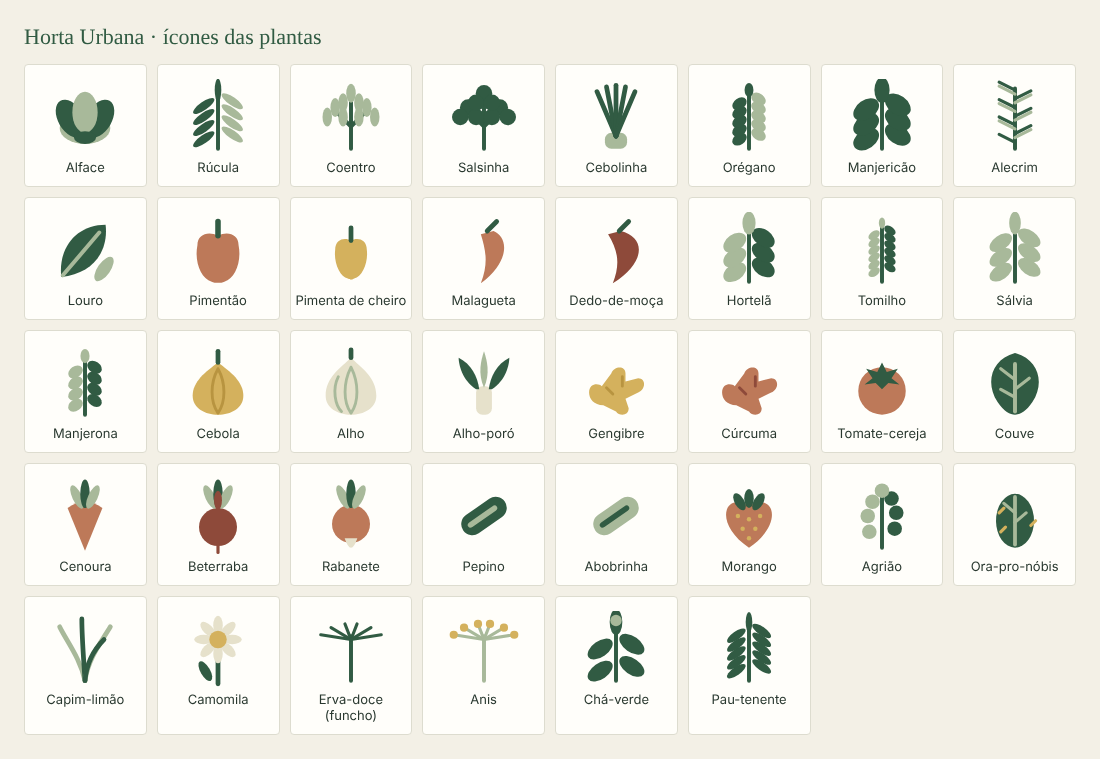 Horta Urbana · ícones das plantas
Alface
Rúcula
Coentro
Salsinha
Cebolinha
Orégano
Manjericão
Alecrim
Louro
Pimentão
Pimenta de cheiro
Malagueta
Dedo-de-moça
Hortelã
Tomilho
Sálvia
Manjerona
Cebola
Alho
Alho-poró
Gengibre
Cúrcuma
Tomate-cereja
Couve
Cenoura
Beterraba
Rabanete
Pepino
Abobrinha
Morango
Agrião
Ora-pro-nóbis
Capim-limão
Camomila
Erva-doce
(funcho)
Anis
Chá-verde
Pau-tenente